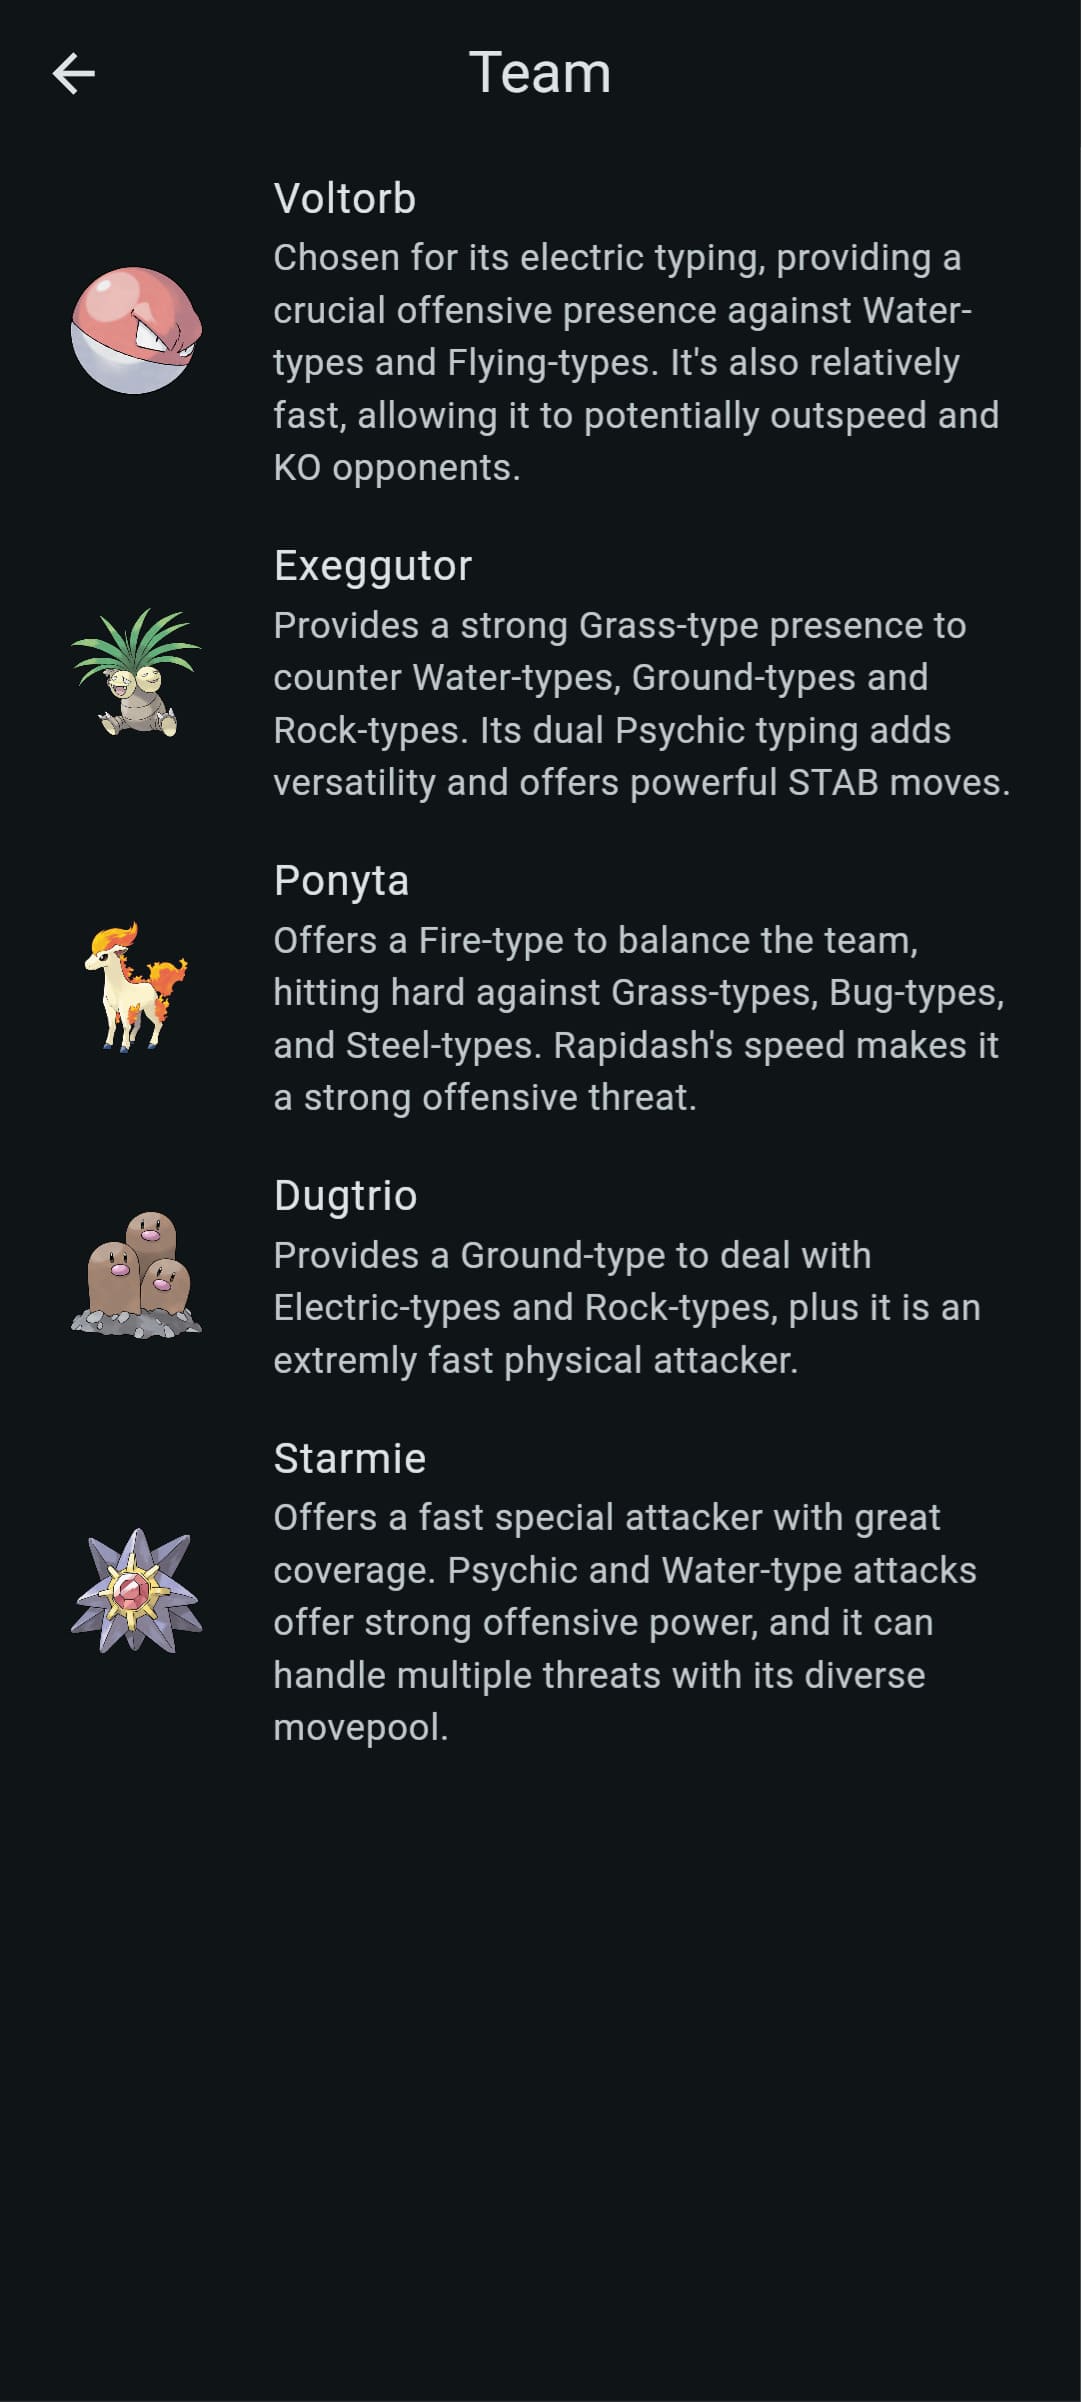 Team
Voltorb
Chosen for its electric typing, providing a
crucial offensive presence against Water-
types and Flying-types. It's also relatively
fast, allowing it to potentially outspeed and
KO opponents.
Exeggutor
Provides a strong Grass-type presence to
counter Water-types, Ground-types and
Rock-types. Its dual Psychic typing adds
versatility and offers powerful STAB moves.
Ponyta
Offers a Fire-type to balance the team,
hitting hard against Grass-types, Bug-types,
and Steel-types. Rapidash's speed makes it
a strong offensive threat.
Dugtrio
Provides a Ground-type to deal with
Electric-types and Rock-types, plus it is an
extremly fast physical attacker.
Starmie
Offers a fast special attacker with great
coverage. Psychic and Water-type attacks
offer strong offensive power, and it can
handle multiple threats with its diverse
movepool.